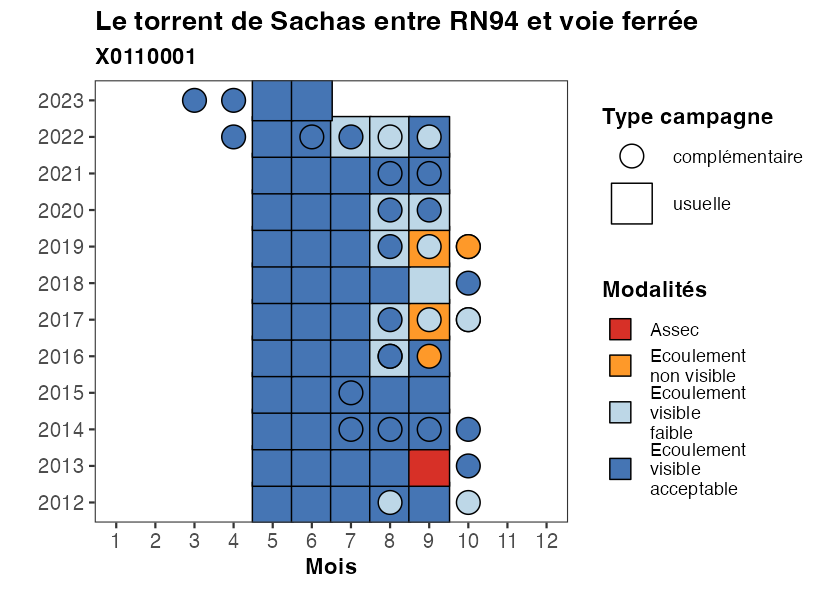 Le torrent de Sachas entre RN94 et voie ferrée
X0110001
2023
2022
2021
2020
2019
2018
2017
2016
2015
2014
2013
2012
1 2 3 4 5 6 7 8 9 10 11 12
Mois
Type campagne
complémentaire
usuelle
Modalités
Assec
Ecoulement
non visible
Ecoulement
visible
faible
Ecoulement
visible
acceptable